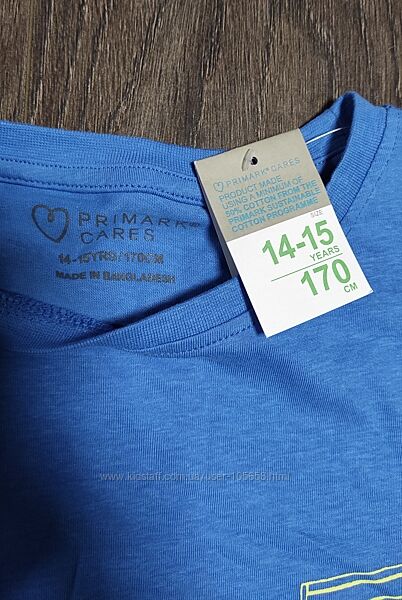 PRIMARK®
CARES
14-15YRS/170CM
MADE IN BANGLADESH
PRIMARK® CARES
PRODUCT MADE
USING A MINIMUM OF
50% COTTON FROM THE
PRIMARK SUSTAINABLE
COTTON PROGRAMME
SIZE
14-15
YEARS
170
CM
www.kidstaff.com.ua/user-105668.html